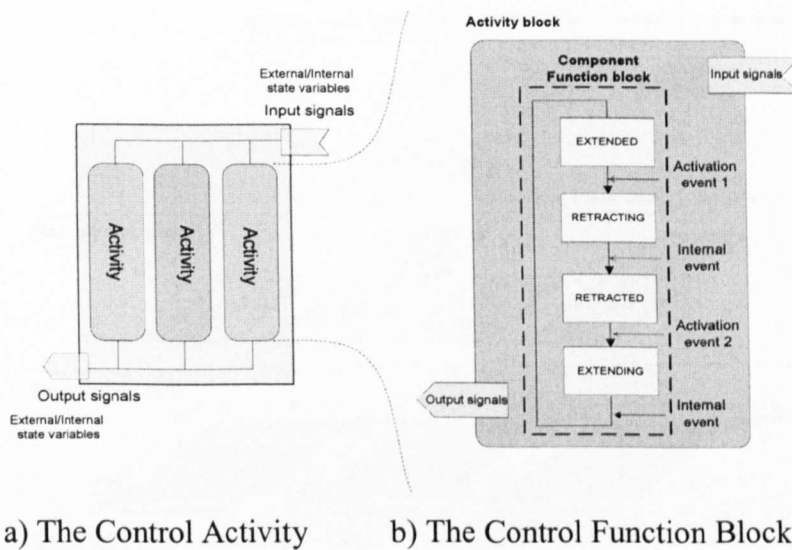 External/Internal
state variables
Input signals
Activity
Activity
Activity
Output signals
External/Internal
state variables
Activity block
Component
Function block
Input signals
EXTENDED
Activation
event 1
RETRACTING
Internal
event
RETRACTED
Activation
event 2
EXTENDING
Output signals
Internal
event
a) The Control Activity
b) The Control Function Block